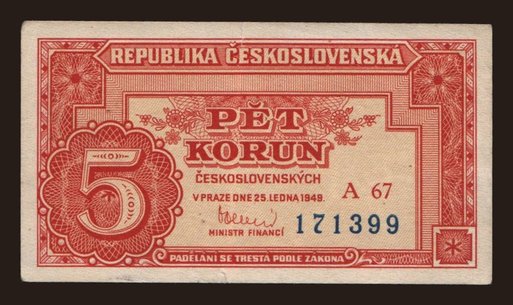 REPUBLIKA ČESKOSLOVENSKÁ
PĚT
KORUN
ČESKOSLOVENSKÝCH
V PRAZE DNE 25. LEDNA 1949.
A 67
171399
MINISTR FINANCÍ
5
PADĚLÁNÍ SE TRESTÁ PODLE ZÁKONA